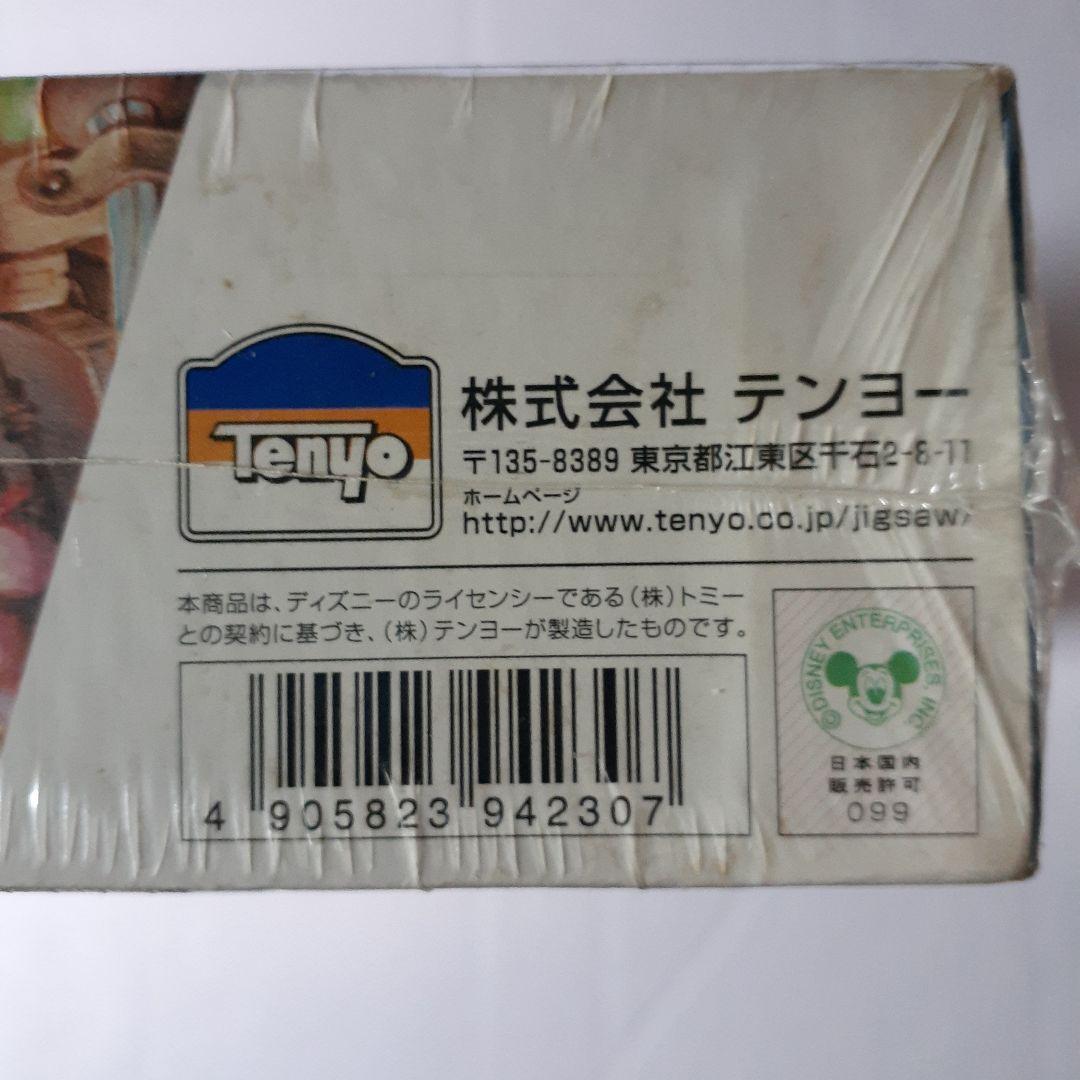 Tenyo
株式会社 テンヨー
〒135-8389 東京都江東区千石2-8-11
ホームページ
http://www.tenyo.co.jp/jigsaw/
本商品は、ディズニーのライセンシーである(株)トミー
との契約に基づき、(株)テンヨーが製造したものです。
4 905823 942307
©DISNEY ENTERPRISES, INC.
日本国内
販売許可
099